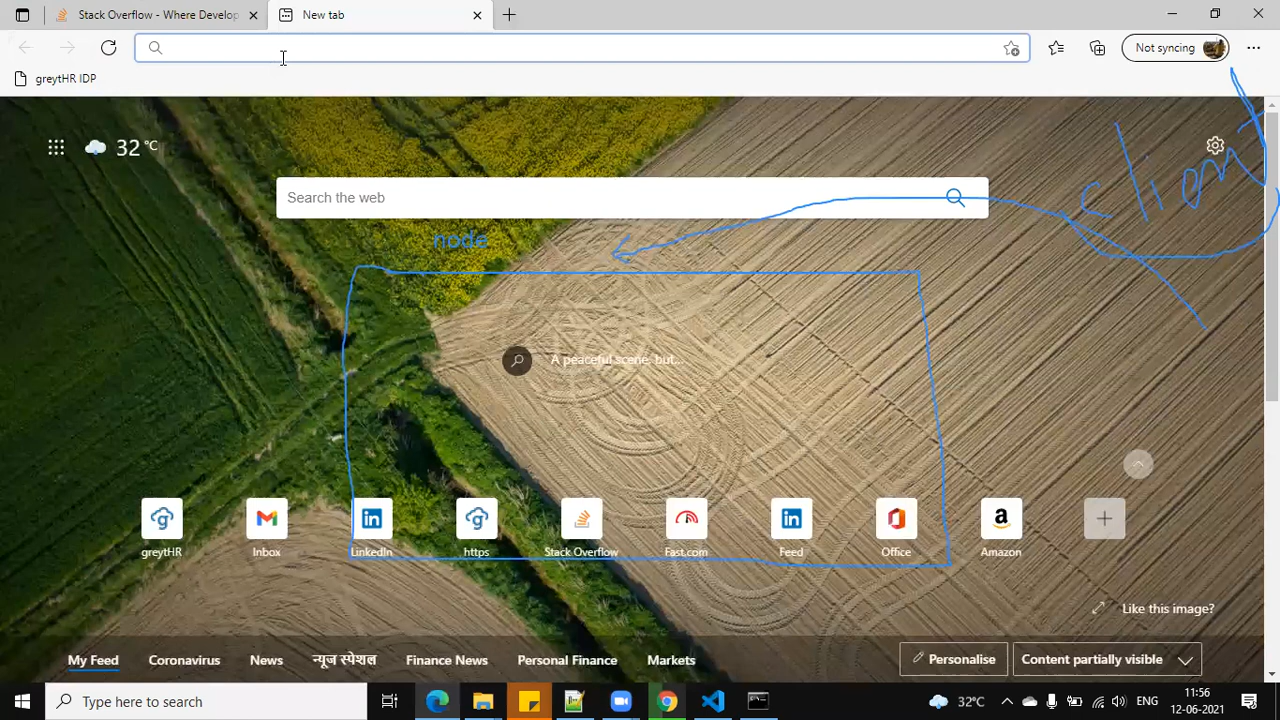 Stack Overflow - Where Develop
New tab
Not syncing
greytHR IDP
32 °C
client
Search the web
node
A peaceful scene, but...
greytHR
Inbox
LinkedIn
https
Stack Overflow
Fast.com
Feed
Office
Amazon
Like this image?
My Feed
Coronavirus
News
न्यूज स्पेशल
Finance News
Personal Finance
Markets
Personalise
Content partially visible
Type here to search
32°C
ENG
11:56
12-06-2021